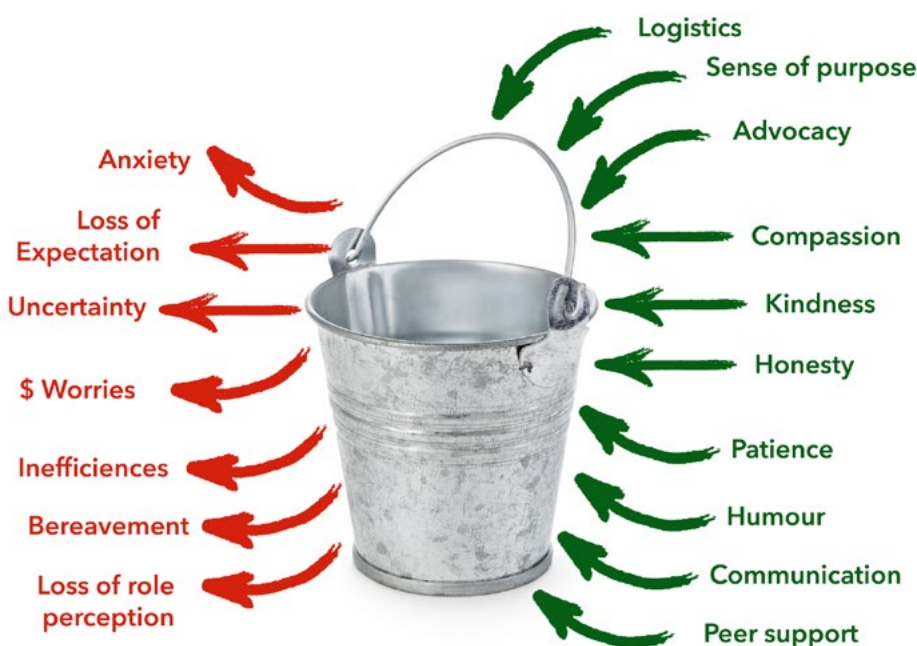 Logistics
Sense of purpose
Advocacy
Anxiety
Loss of
Expectation
Compassion
Uncertainty
Kindness
Honesty
$ Worries
Patience
Inefficiences
Humour
Bereavement
Communication
Loss of role
perception
Peer support